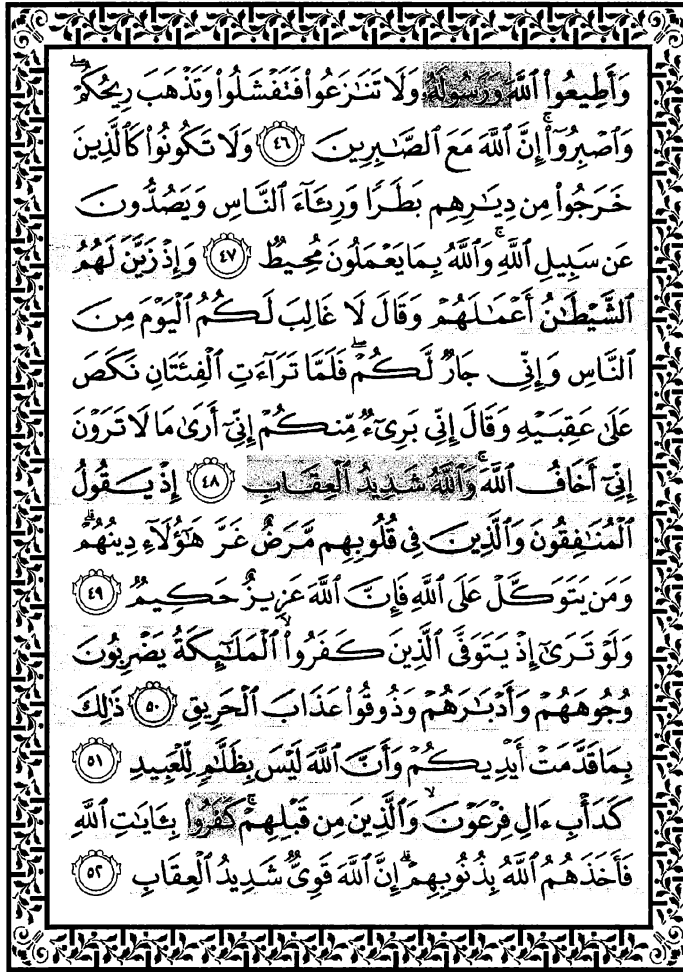 وَأَطِيعُوا۟ ٱللَّهَ وَرَسُولَهُۥ وَلَا تَنَـٰزَعُوا۟ فَتَفْشَلُوا۟ وَتَذْهَبَ رِيحُكُمْ ۖ
وَٱصْبِرُوٓا۟ ۚ إِنَّ ٱللَّهَ مَعَ ٱلصَّـٰبِرِينَ ٤٦ وَلَا تَكُونُوا۟ كَٱلَّذِينَ
خَرَجُوا۟ مِن دِيَـٰرِهِم بَطَرًا وَرِئَآءَ ٱلنَّاسِ وَيَصُدُّونَ
عَن سَبِيلِ ٱللَّهِ ۚ وَٱللَّهُ بِمَا يَعْمَلُونَ مُحِيطٌ ٤٧ وَإِذْ زَيَّنَ لَهُمُ
ٱلشَّيْطَـٰنُ أَعْمَـٰلَهُمْ وَقَالَ لَا غَالِبَ لَكُمُ ٱلْيَوْمَ مِنَ
ٱلنَّاسِ وَإِنِّى جَارٌ لَّكُمْ ۖ فَلَمَّا تَرَآءَتِ ٱلْفِئَتَانِ نَكَصَ
عَلَىٰ عَقِبَيْهِ وَقَالَ إِنِّى بَرِىٓءٌ مِّنكُمْ إِنِّىٓ أَرَىٰ مَا لَا تَرَوْنَ
إِنِّىٓ أَخَافُ ٱللَّهَ ۚ وَٱللَّهُ شَدِيدُ ٱلْعِقَابِ ٤٨ إِذْ يَقُولُ
ٱلْمُنَـٰفِقُونَ وَٱلَّذِينَ فِى قُلُوبِهِم مَّرَضٌ غَرَّ هَـٰٓؤُلَآءِ دِينُهُمْ ۗ
وَمَن يَتَوَكَّلْ عَلَى ٱللَّهِ فَإِنَّ ٱللَّهَ عَزِيزٌ حَكِيمٌ ٤٩
وَلَوْ تَرَىٰٓ إِذْ يَتَوَفَّى ٱلَّذِينَ كَفَرُوا۟ ۙ ٱلْمَلَـٰٓئِكَةُ يَضْرِبُونَ
وُجُوهَهُمْ وَأَدْبَـٰرَهُمْ وَذُوقُوا۟ عَذَابَ ٱلْحَرِيقِ ٥٠ ذَٰلِكَ
بِمَا قَدَّمَتْ أَيْدِيكُمْ وَأَنَّ ٱللَّهَ لَيْسَ بِظَلَّـٰمٍ لِّلْعَبِيدِ ٥١
كَدَأْبِ ءَالِ فِرْعَوْنَ ۙ وَٱلَّذِينَ مِن قَبْلِهِمْ ۚ كَفَرُوا۟ بِـَٔايَـٰتِ ٱللَّهِ
فَأَخَذَهُمُ ٱللَّهُ بِذُنُوبِهِمْ ۗ إِنَّ ٱللَّهَ قَوِىٌّ شَدِيدُ ٱلْعِقَابِ ٥٢